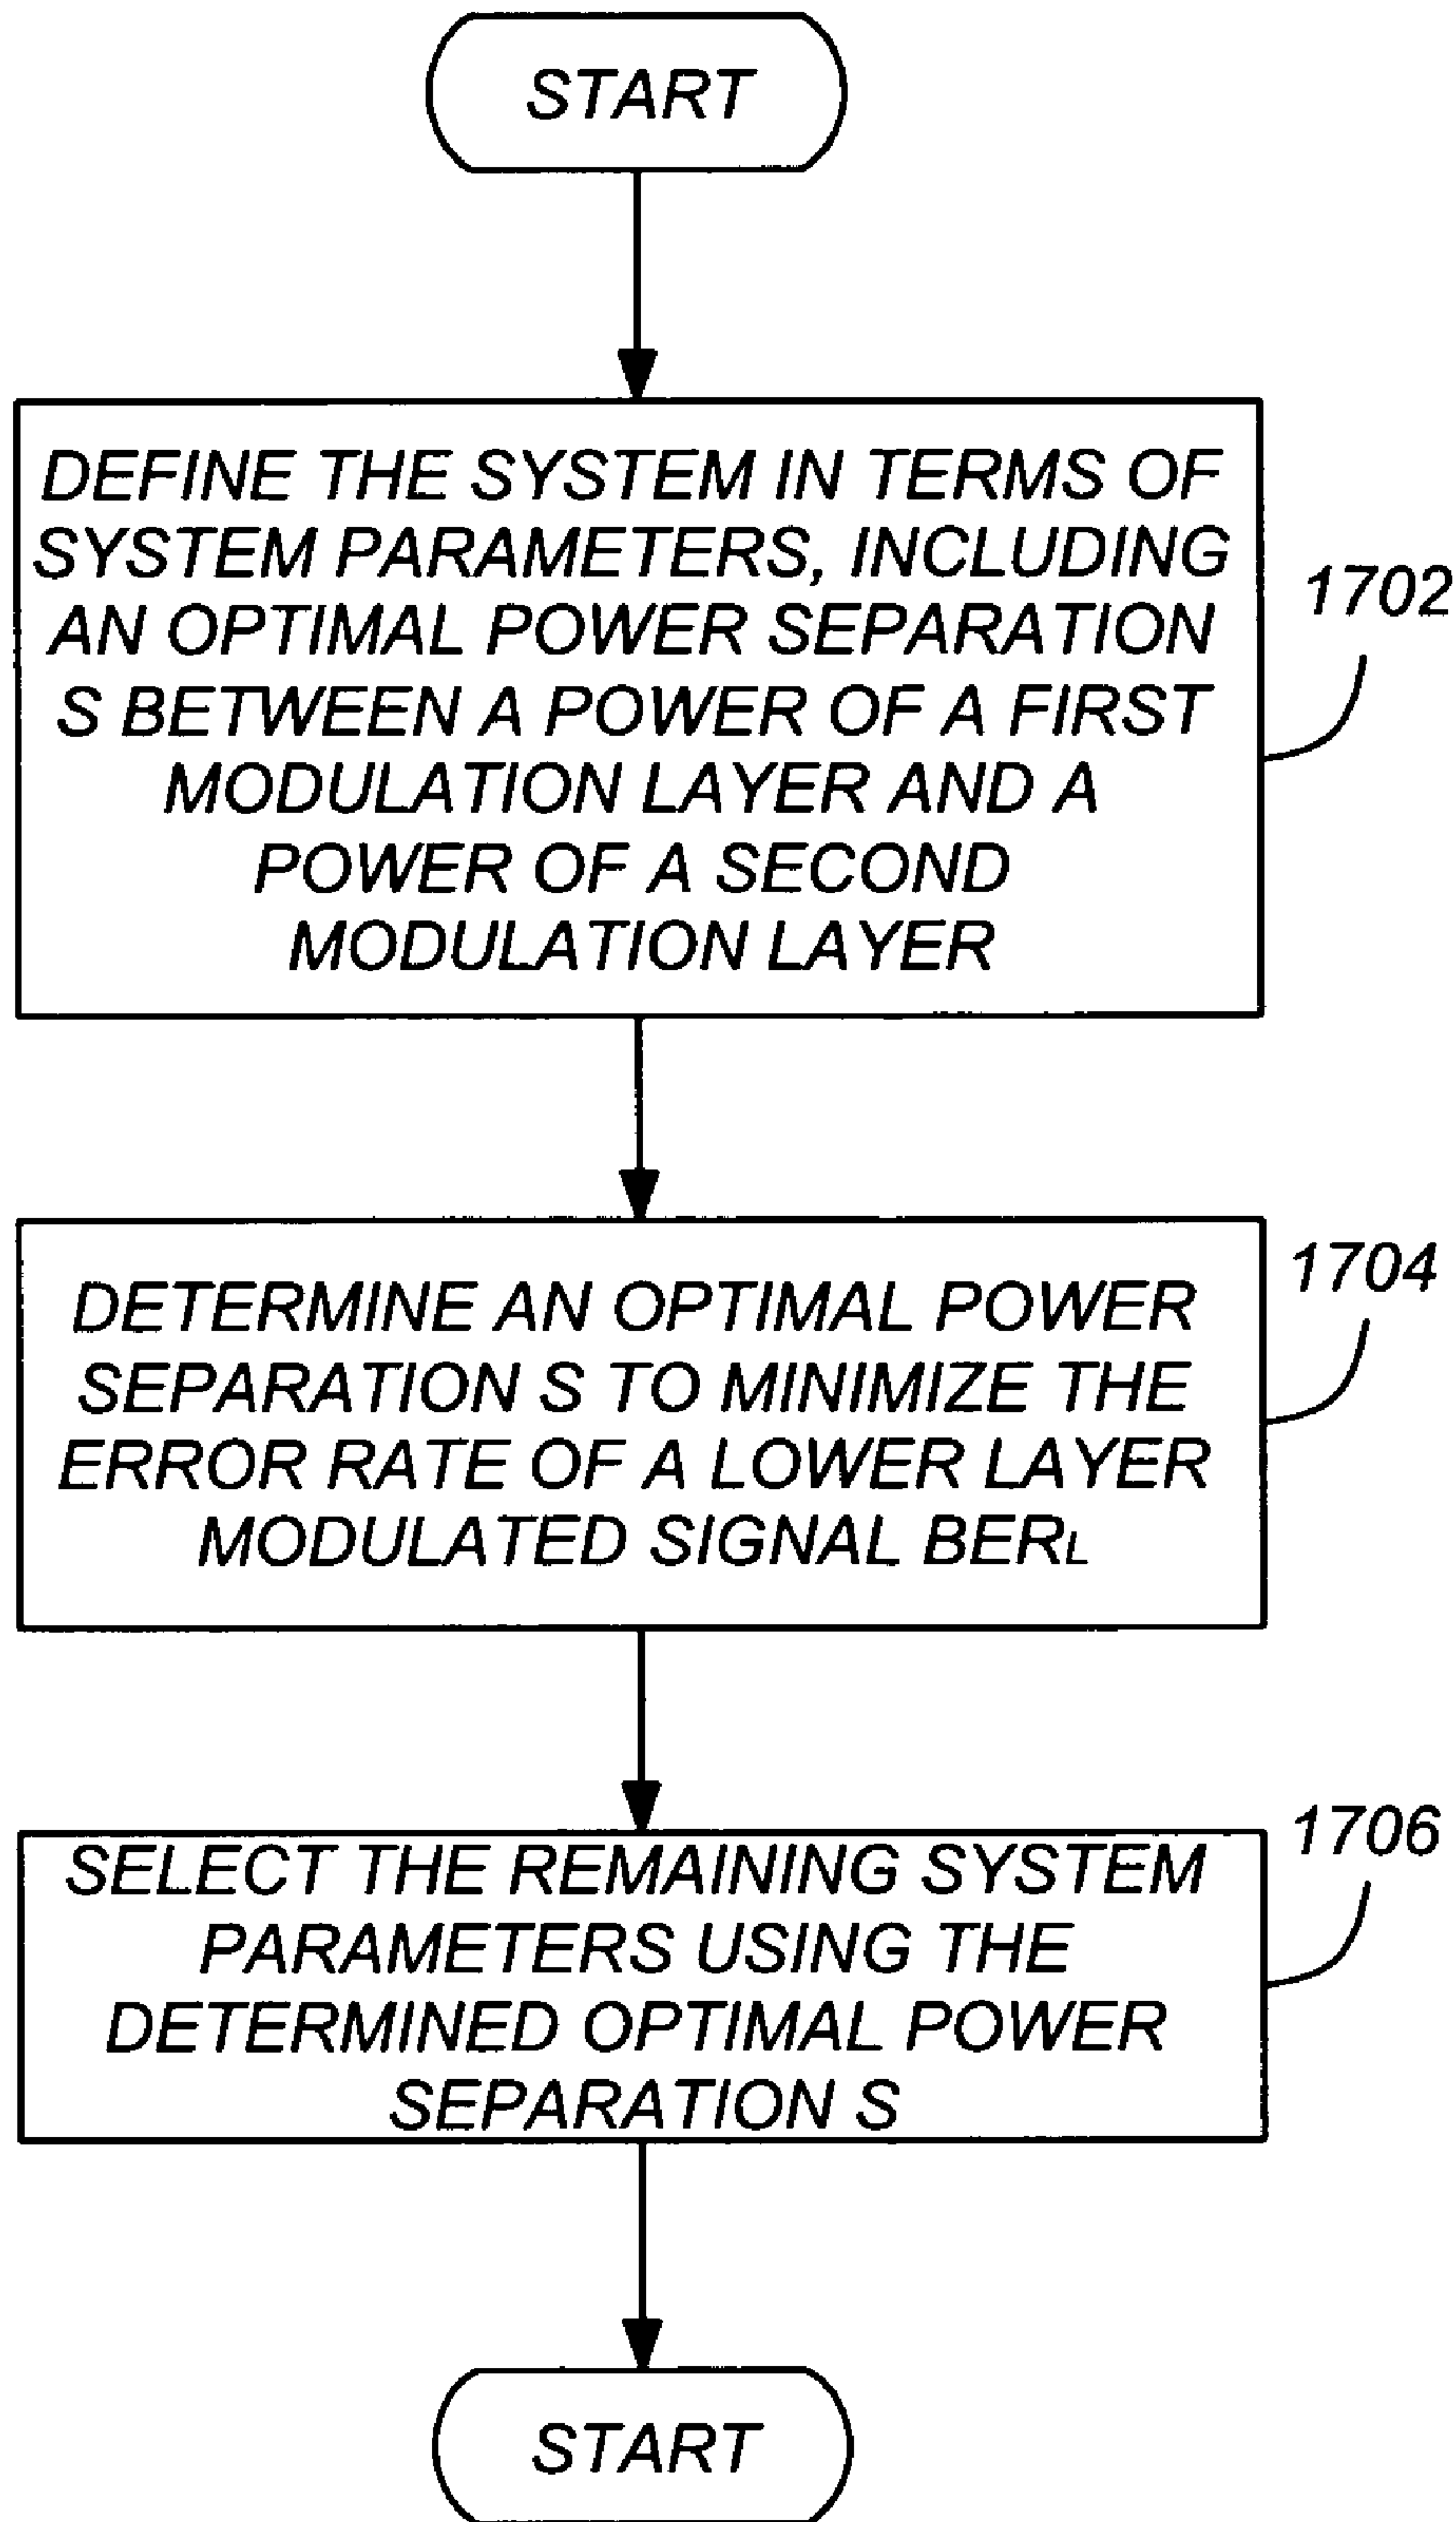 START
DEFINE THE SYSTEM IN TERMS OF
SYSTEM PARAMETERS, INCLUDING
AN OPTIMAL POWER SEPARATION
S BETWEEN A POWER OF A FIRST
MODULATION LAYER AND A
POWER OF A SECOND
MODULATION LAYER
1702
DETERMINE AN OPTIMAL POWER
SEPARATION S TO MINIMIZE THE
ERROR RATE OF A LOWER LAYER
MODULATED SIGNAL BERL
1704
SELECT THE REMAINING SYSTEM
PARAMETERS USING THE
DETERMINED OPTIMAL POWER
SEPARATION S
1706
START